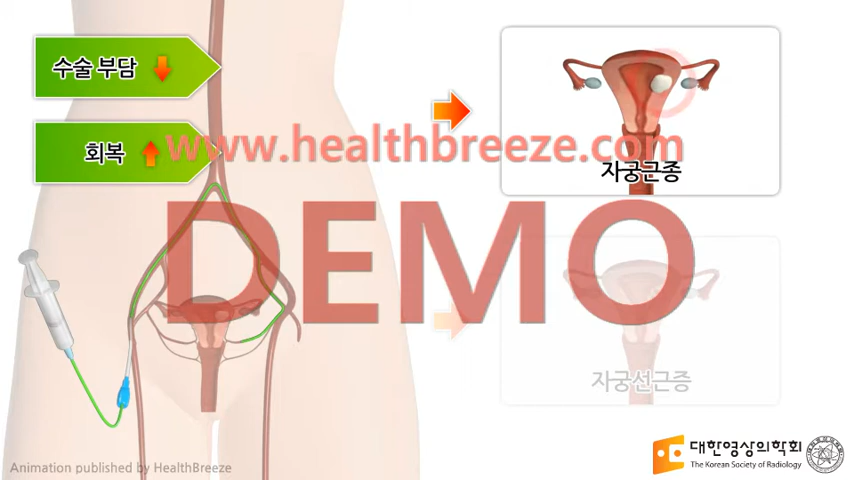 수술 부담
회복
www.healthbreeze.com
DEMO
자궁근종
자궁선근증
대한영상의학회
The Korean Society of Radiology
Animation published by HealthBreeze